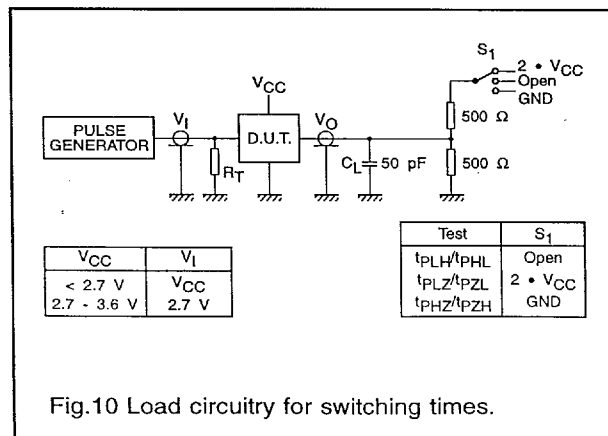 S1
2 • VCC
Open
GND
VCC
VI
VO
PULSE
GENERATOR
D.U.T.
500 Ω
RT
CL
50 pF
500 Ω
VCC VI
< 2.7 V VCC
2.7 - 3.6 V 2.7 V
Test S1
tPLH/tPHL Open
tPLZ/tPZL 2 • VCC
tPHZ/tPZH GND
Fig.10 Load circuitry for switching times.